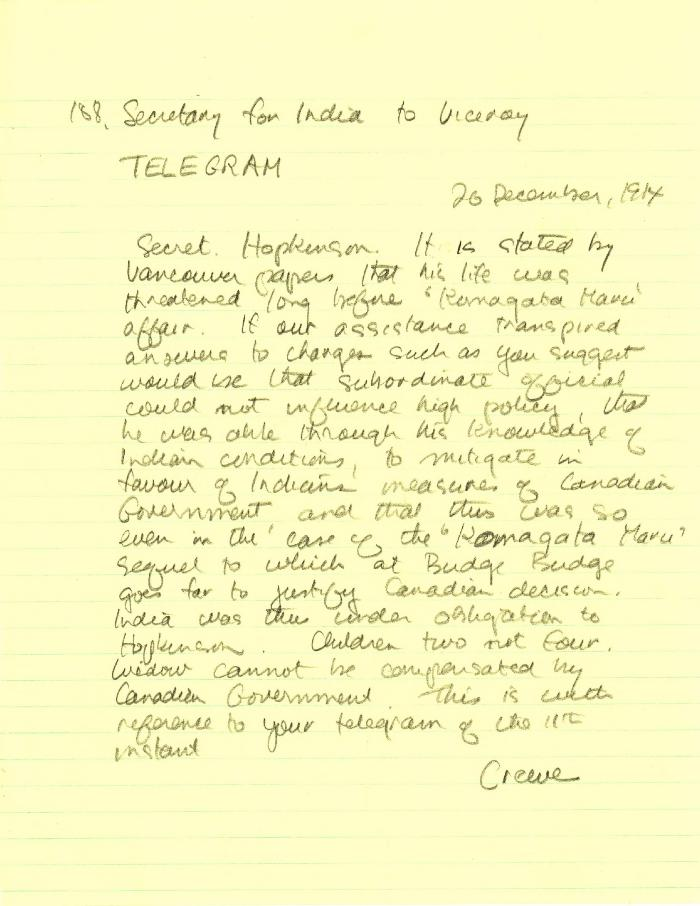 188. Secretary for India to Viceroy
TELEGRAM
20 December, 1914
Secret. Hopkinson. It is stated by
Vancouver papers that his life was
threatened long before 'Komagata Maru'
affair. If our assistance transpired
answers to charges such as you suggest
would be that subordinate official
could not influence high policy, that
he was able through his knowledge of
Indian conditions, to mitigate in
favour of Indians measures of Canadian
Government and that this was so
even in the case of the "Komagata Maru"
sequel to which at Budge Budge
goes far to justify Canadian decision.
India was thus under obligation to
Hopkinson. Children two not four.
Widow cannot be compensated by
Canadian Government. This is with
reference to your telegram of the 11th
instant
Crewe